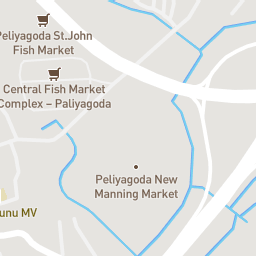 Peliyagoda St.John
Fish Market
Central Fish Market
Complex – Paliyagoda
Peliyagoda New
Manning Market
unu MV